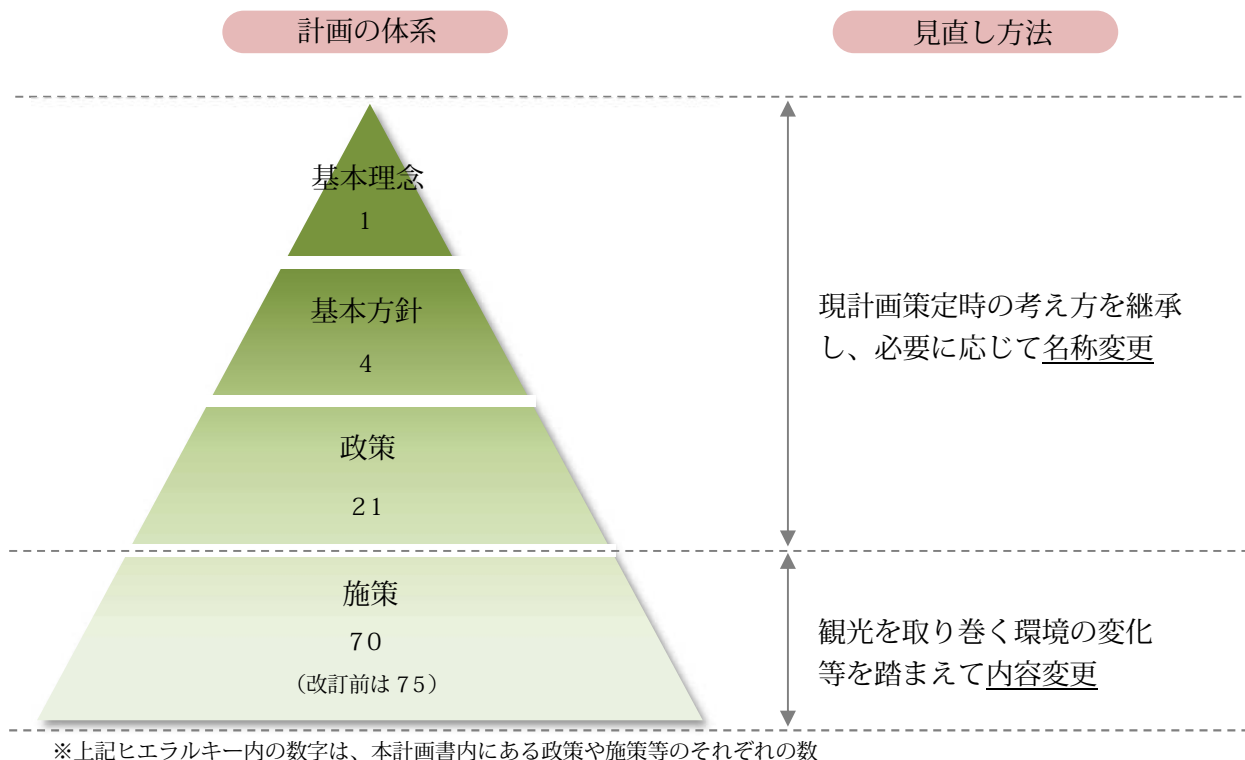 計画の体系
見直し方法
基本理念
1
基本方針
4
政策
21
現計画策定時の考え方を継承
し、必要に応じて名称変更
施策
70
（改訂前は 75）
観光を取り巻く環境の変化
等を踏まえて内容変更
※上記ヒエラルキー内の数字は、本計画書内にある政策や施策等のそれぞれの数